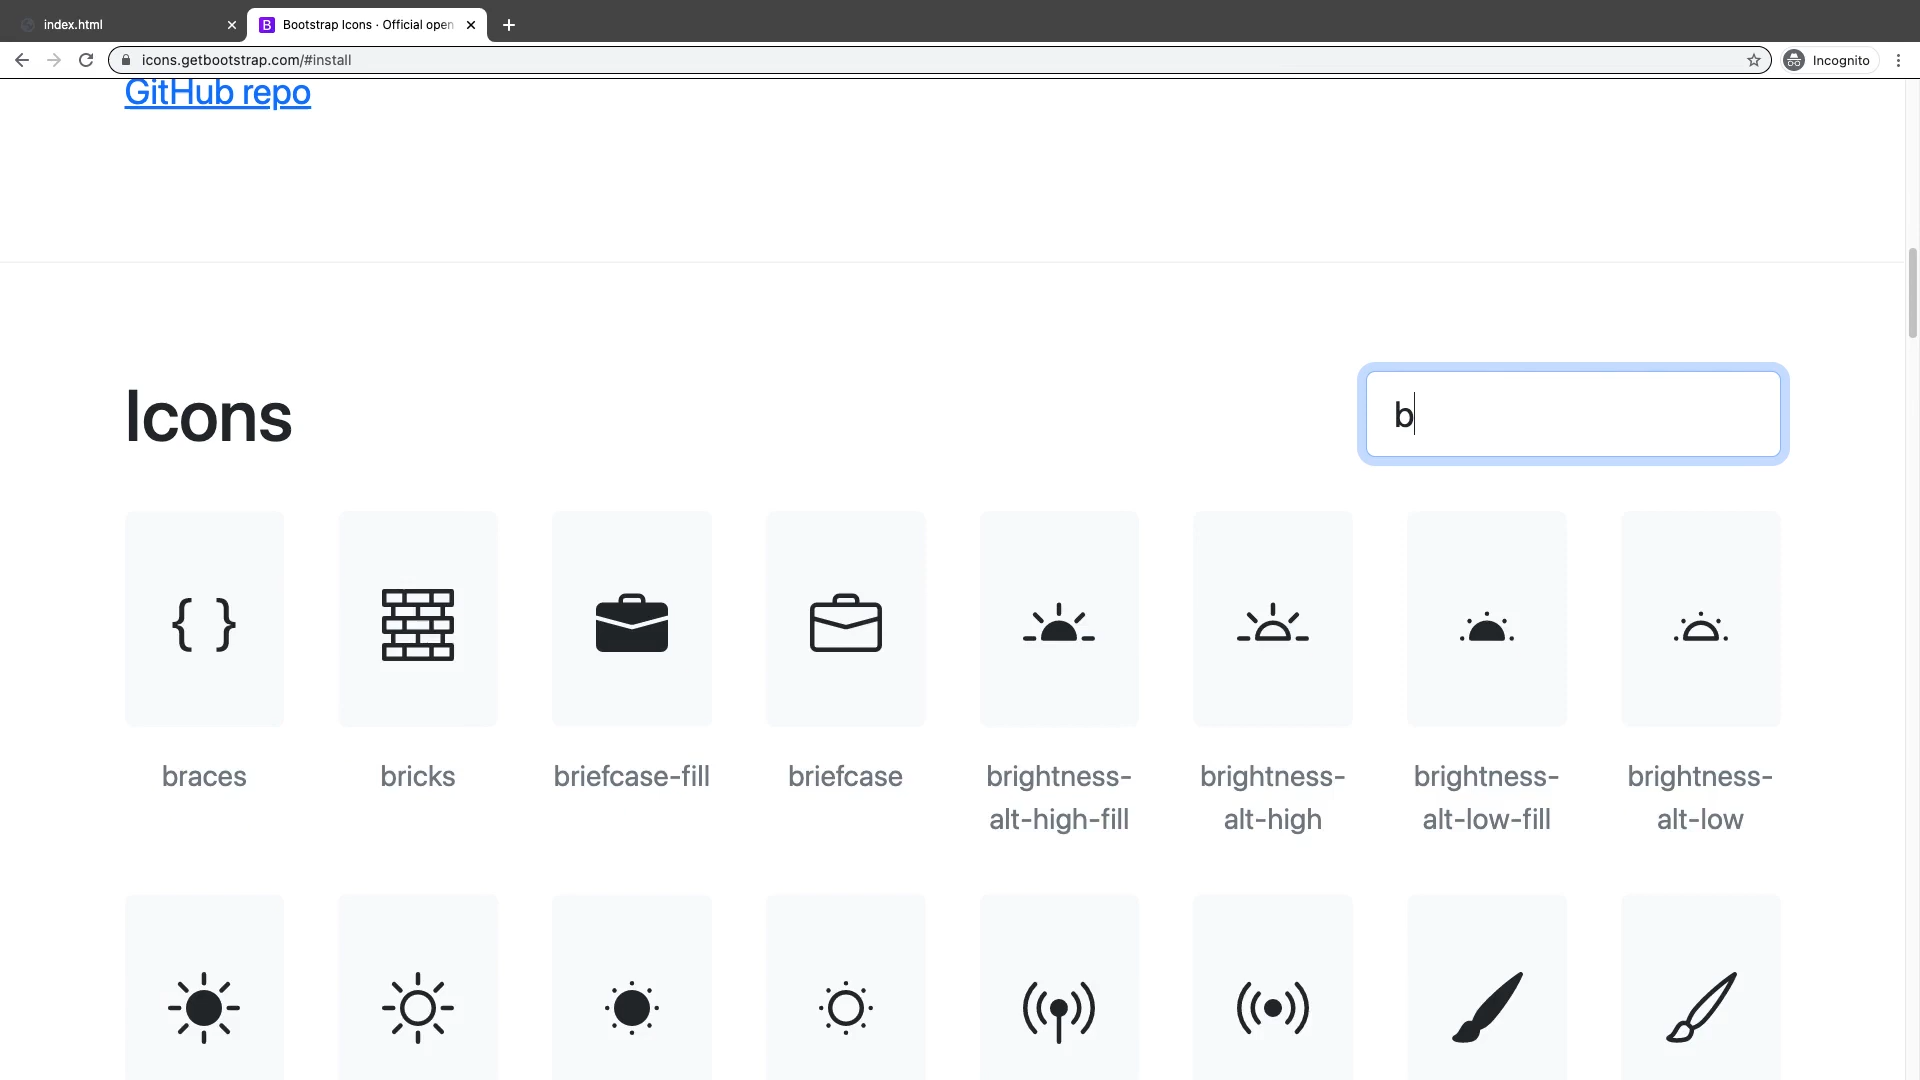 index.html
Bootstrap Icons · Official open
icons.getbootstrap.com/#install
Incognito
GitHub repo
Icons
b
braces
bricks
briefcase-fill
briefcase
brightness-
alt-high-fill
brightness-
alt-high
brightness-
alt-low-fill
brightness-
alt-low